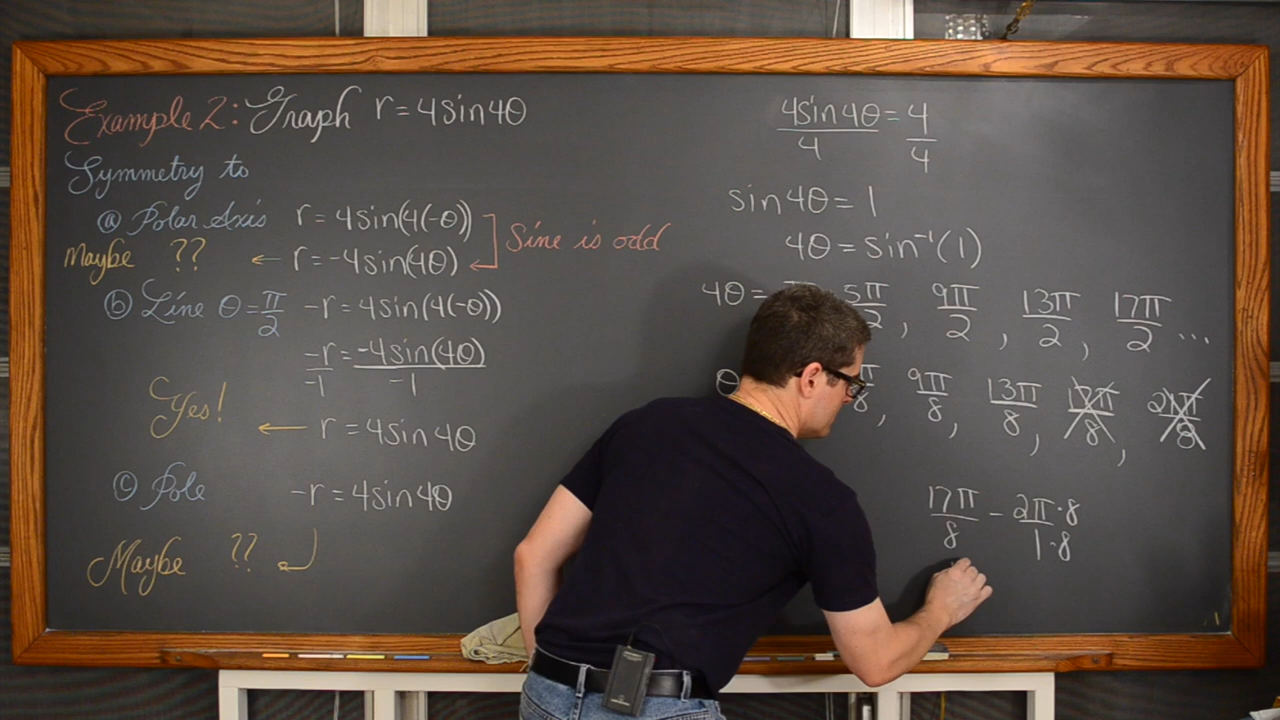 Example 2: Graph r = 4sin4θ
Symmetry to
ⓐ Polar Axis r = 4sin(4(-θ))
Sine is odd
Maybe ?? ← r = -4sin(4θ)
ⓑ Line θ = π/2 -r = 4sin(4(-θ))
-r/-1 = -4sin(4θ)/-1
Yes! ← r = 4sin4θ
ⓒ Pole -r = 4sin4θ
Maybe ??
4sin4θ/4 = 4/4
sin4θ = 1
4θ = sin⁻¹(1)
4θ = 5π/2, 9π/2, 13π/2, 17π/2 ...
θ 9π/8, 13π/8, 17π/8, 21π/8
17π/8 - 2π·8/1·8